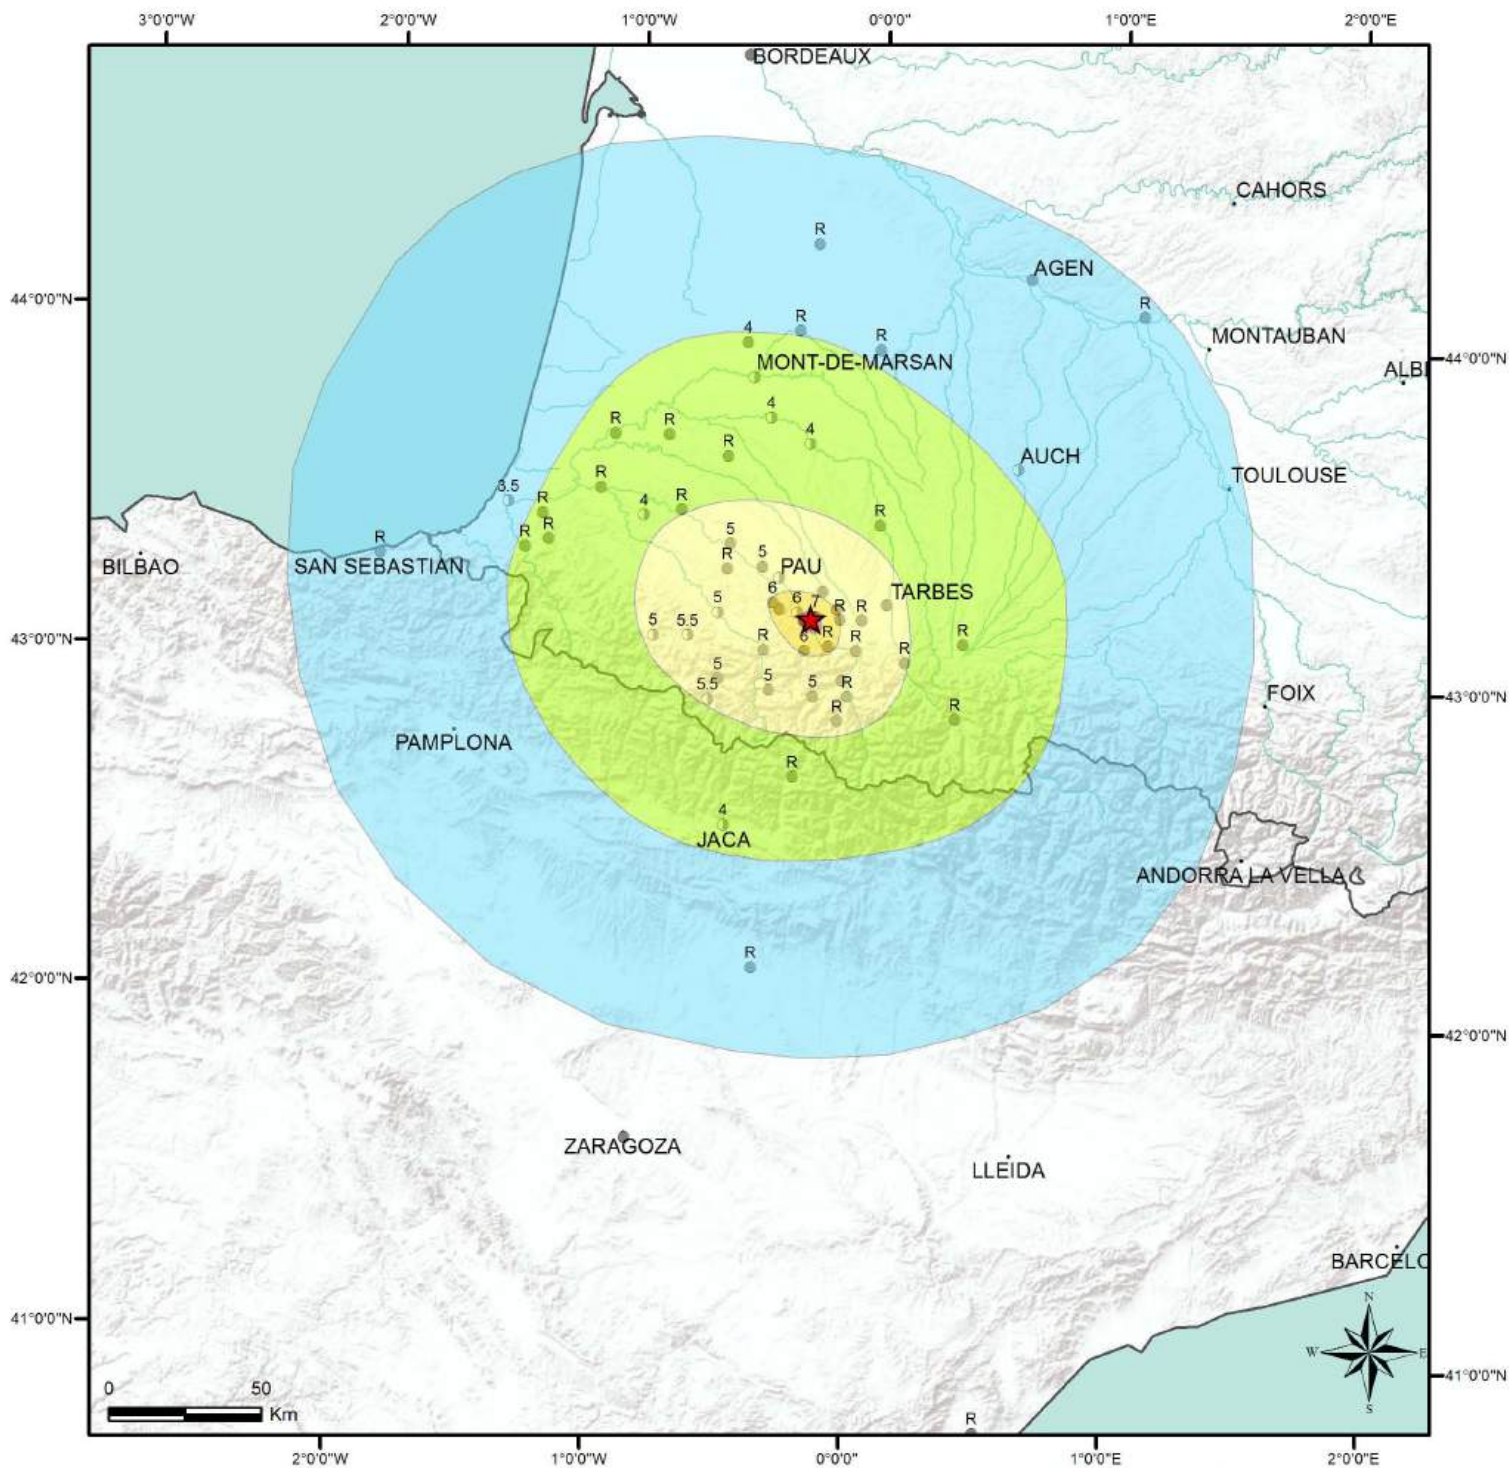 3°0'0"W 2°0'0"W 1°0'0"W 0°0'0" 1°0'0"E 2°0'0"E
BORDEAUX
CAHORS
R
AGEN
44°0'0"N
R
R
4
R
MONTAUBAN
MONT-DE-MARSAN
44°0'0"N
ALBI
4
R R
4
R
AUCH
TOULOUSE
R
3.5
R
4
R
R
R
R
R
5
5
R
BILBAO
SAN SEBASTIAN
PAU
6
TARBES
5
6
7
R
R
5
5.5
43°0'0"N
6
R
R
R
R
R
5
5.5
5
5
R
FOIX
R
R
43°0'0"N
PAMPLONA
R
4
JACA
ANDORRA LA VELLA
R
42°0'0"N
42°0'0"N
ZARAGOZA
LLEIDA
BARCELO
41°0'0"N
N
W E
S
0 50
Km
41°0'0"N
R
2°0'0"W 1°0'0"W 0°0'0" 1°0'0"E 2°0'0"E